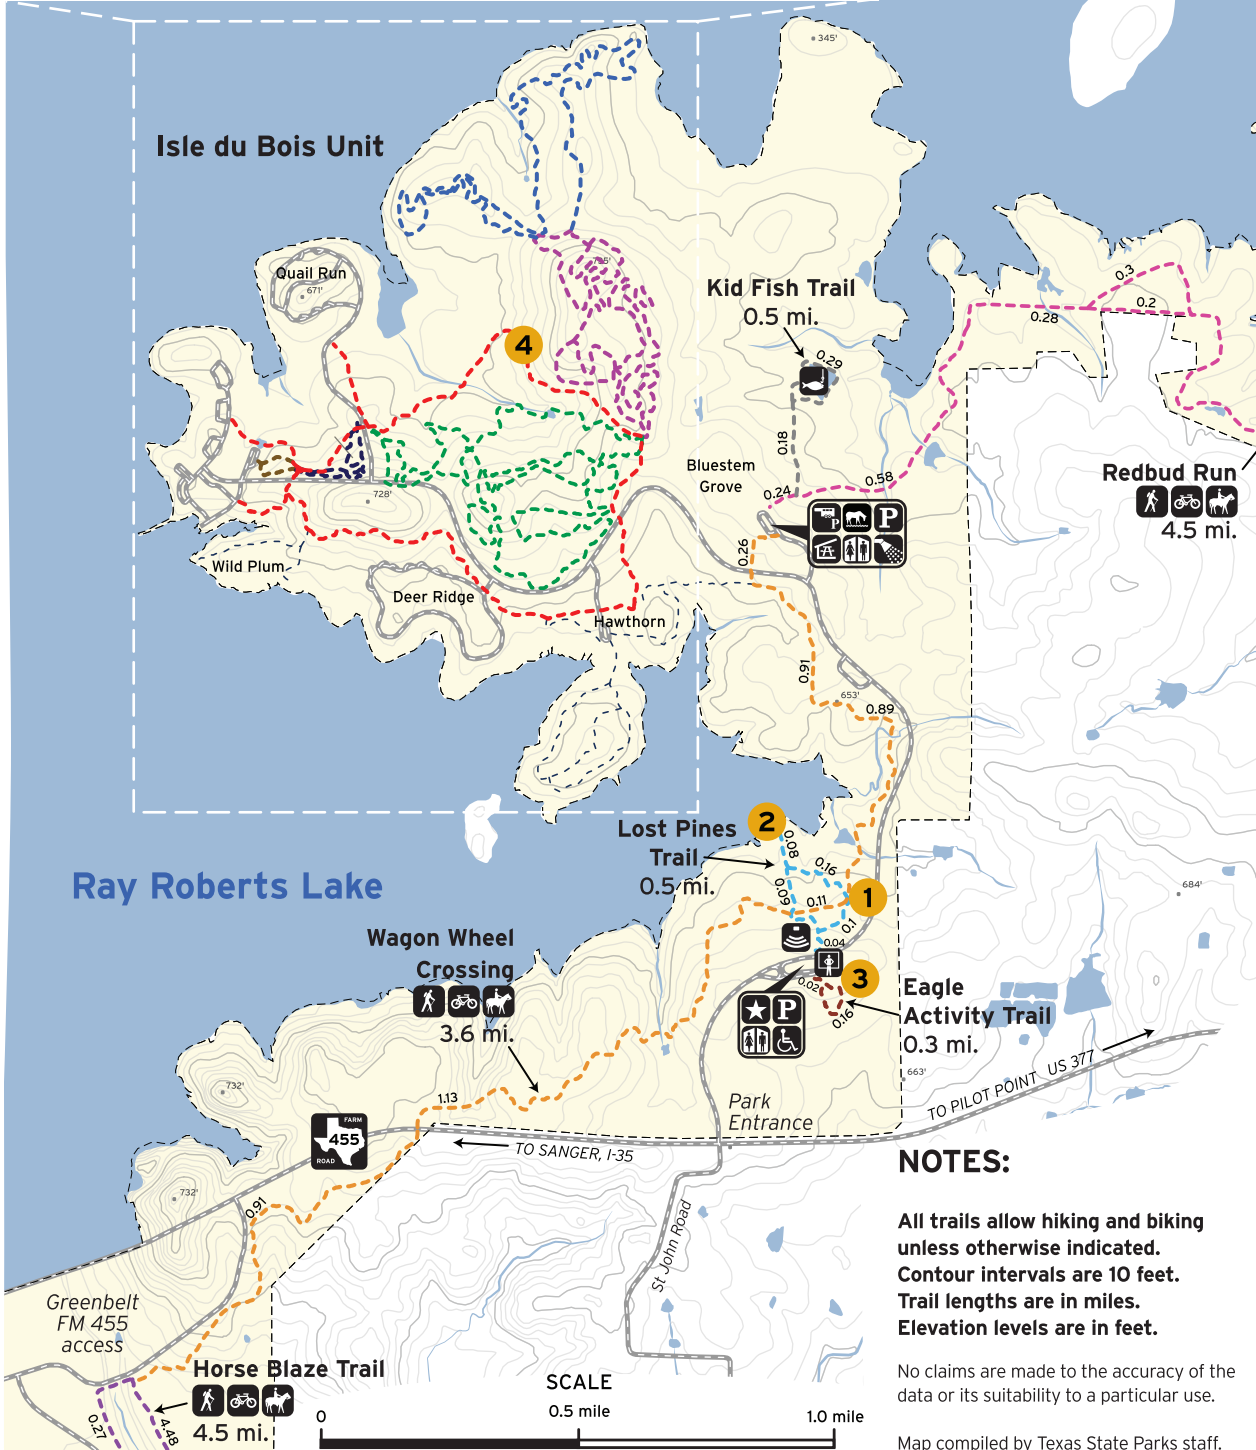 345'
Isle du Bois Unit
725'
Quail Run
671'
Kid Fish Trail
0.5 mi.
0.3
0.2
0.28
4
0.29
0.18
Redbud Run
4.5 mi.
Bluestem
Grove
0.24
0.58
728'
P
P
0.26
Wild Plum
Deer Ridge
Hawthorn
0.91
653'
0.89
Lost Pines
Trail
0.5 mi.
2
0.08
0.16
0.09
0.11
1
0.1
0.04
684'
Ray Roberts Lake
Wagon Wheel
Crossing
3.6 mi.
3
0.02
0.16
P
Eagle
Activity Trail
0.3 mi.
663'
732'
1.13
Park
Entrance
TO PILOT POINT US 377
FARM
455
ROAD
TO SANGER, I-35
732'
0.91
St John Road
Greenbelt
FM 455
access
Horse Blaze Trail
4.5 mi.
0.27
4.48
SCALE
0
0.5 mile
1.0 mile
NOTES:
All trails allow hiking and biking
unless otherwise indicated.
Contour intervals are 10 feet.
Trail lengths are in miles.
Elevation levels are in feet.
No claims are made to the accuracy of the
data or its suitability to a particular use.
Map compiled by Texas State Parks staff.